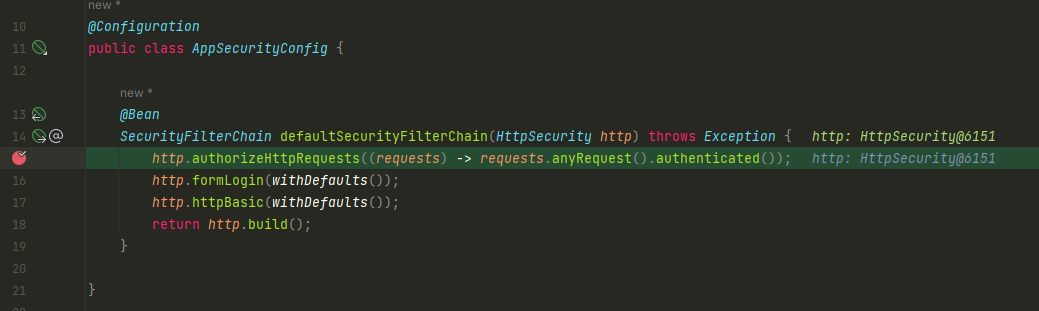 new *
10 @Configuration
11 public class AppSecurityConfig {
12
new *
13 @Bean
14 @ SecurityFilterChain defaultSecurityFilterChain(HttpSecurity http) throws Exception { http: HttpSecurity@6151
http.authorizeHttpRequests((requests) -> requests.anyRequest().authenticated()); http: HttpSecurity@6151
16 http.formLogin(withDefaults());
17 http.httpBasic(withDefaults());
18 return http.build();
19 }
20
21 }